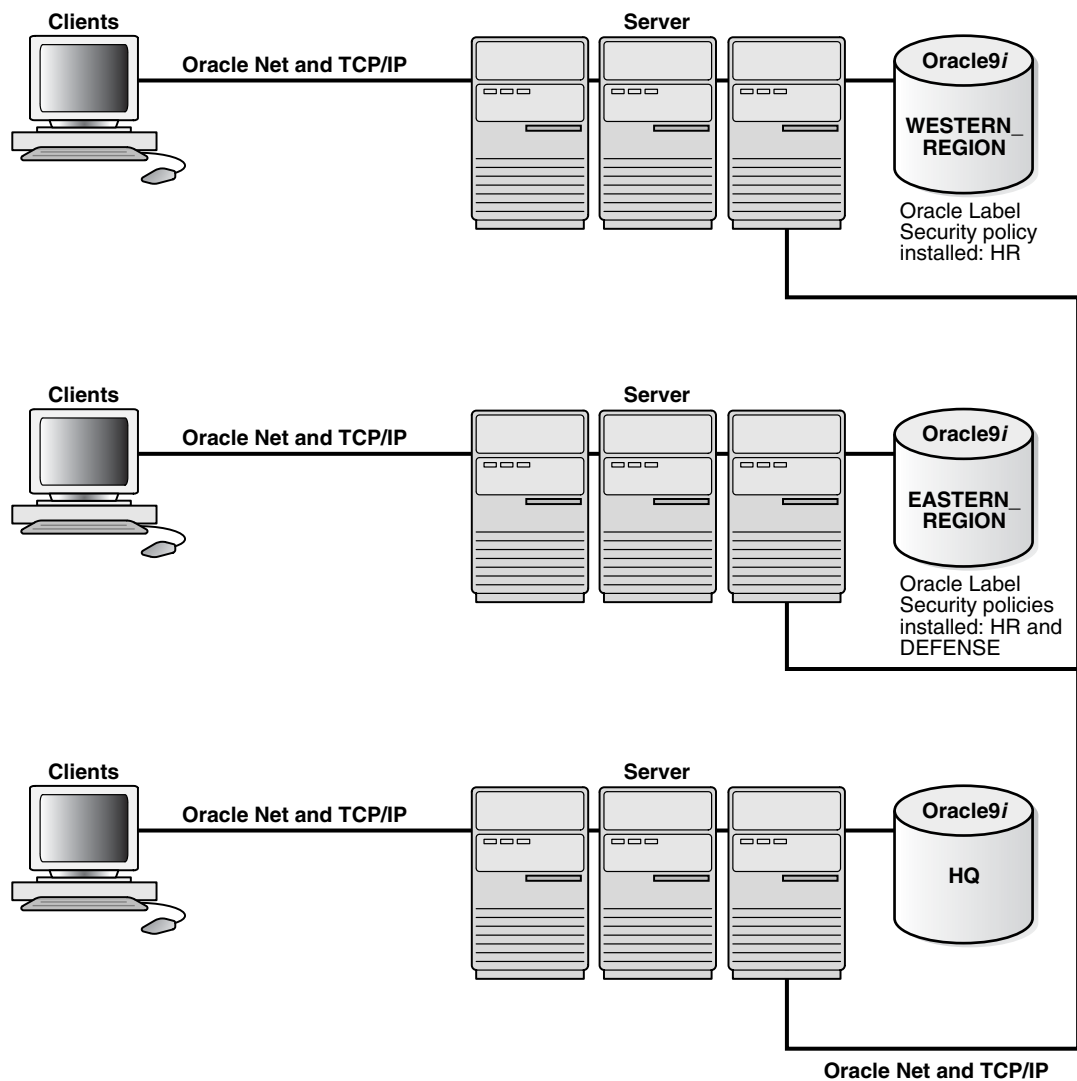 Clients
Server
Oracle Net and TCP/IP
Oracle9i
WESTERN_
REGION
Oracle Label
Security policy
installed: HR
Clients
Server
Oracle Net and TCP/IP
Oracle9i
EASTERN_
REGION
Oracle Label
Security policies
installed: HR and
DEFENSE
Clients
Server
Oracle Net and TCP/IP
Oracle9i
HQ
Oracle Net and TCP/IP